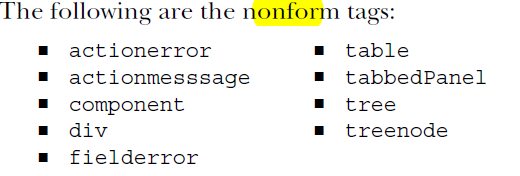 The following are the nonform tags:
▪ actionerror
▪ actionmesssage
▪ component
▪ div
▪ fielderror
▪ table
▪ tabbedPanel
▪ tree
▪ treenode